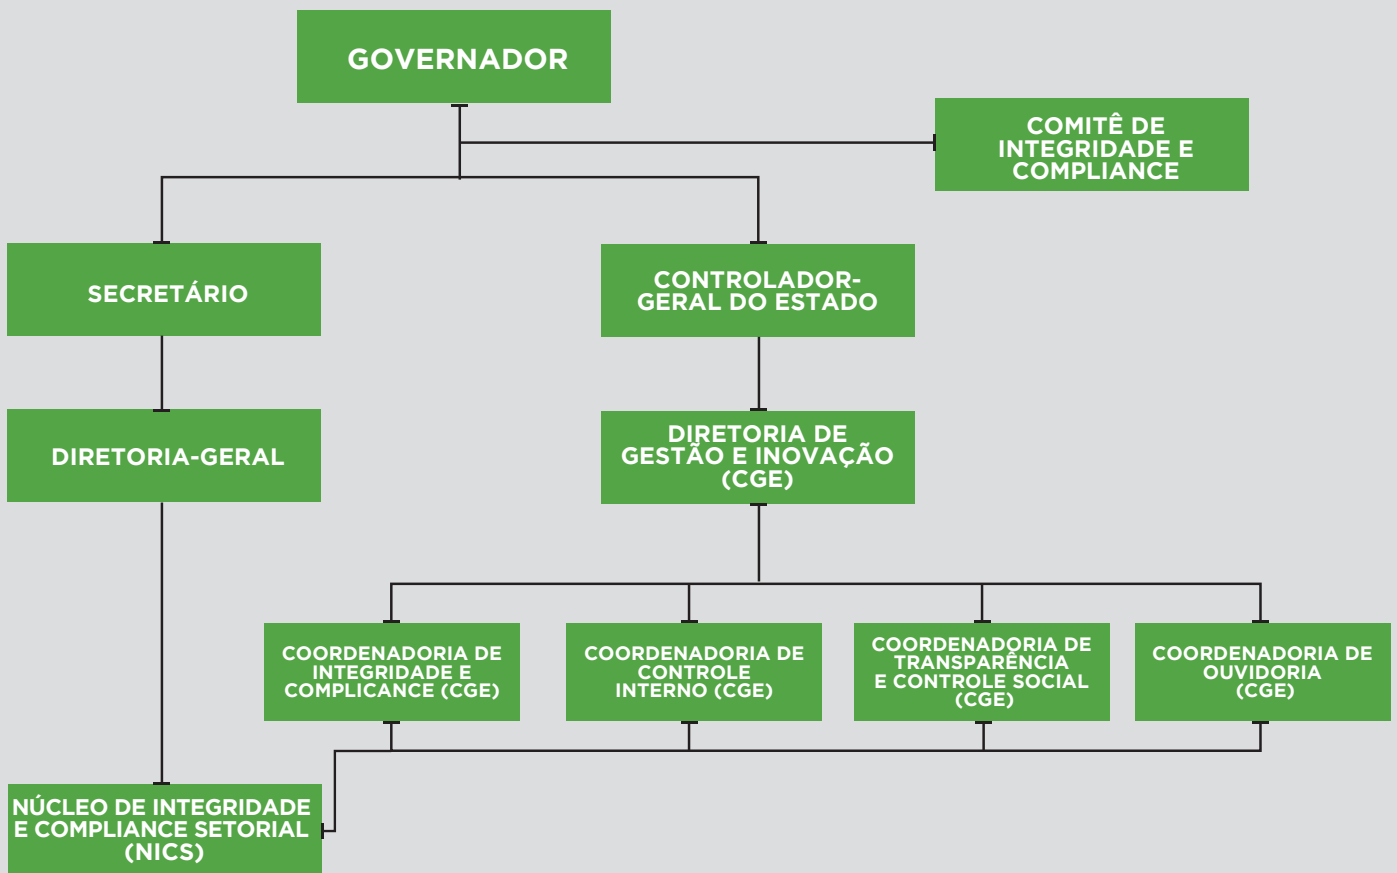 GOVERNADOR
COMITÊ DE
INTEGRIDADE E
COMPLIANCE
SECRETÁRIO
CONTROLADOR-
GERAL DO ESTADO
DIRETORIA-GERAL
DIRETORIA DE
GESTÃO E INOVAÇÃO
(CGE)
COORDENADORIA DE
INTEGRIDADE E
COMPLICANCE (CGE)
COORDENADORIA DE
CONTROLE
INTERNO (CGE)
COORDENADORIA DE
TRANSPARÊNCIA
E CONTROLE SOCIAL
(CGE)
COORDENADORIA DE
OUVIDORIA
(CGE)
NÚCLEO DE INTEGRIDADE
E COMPLIANCE SETORIAL
(NICS)